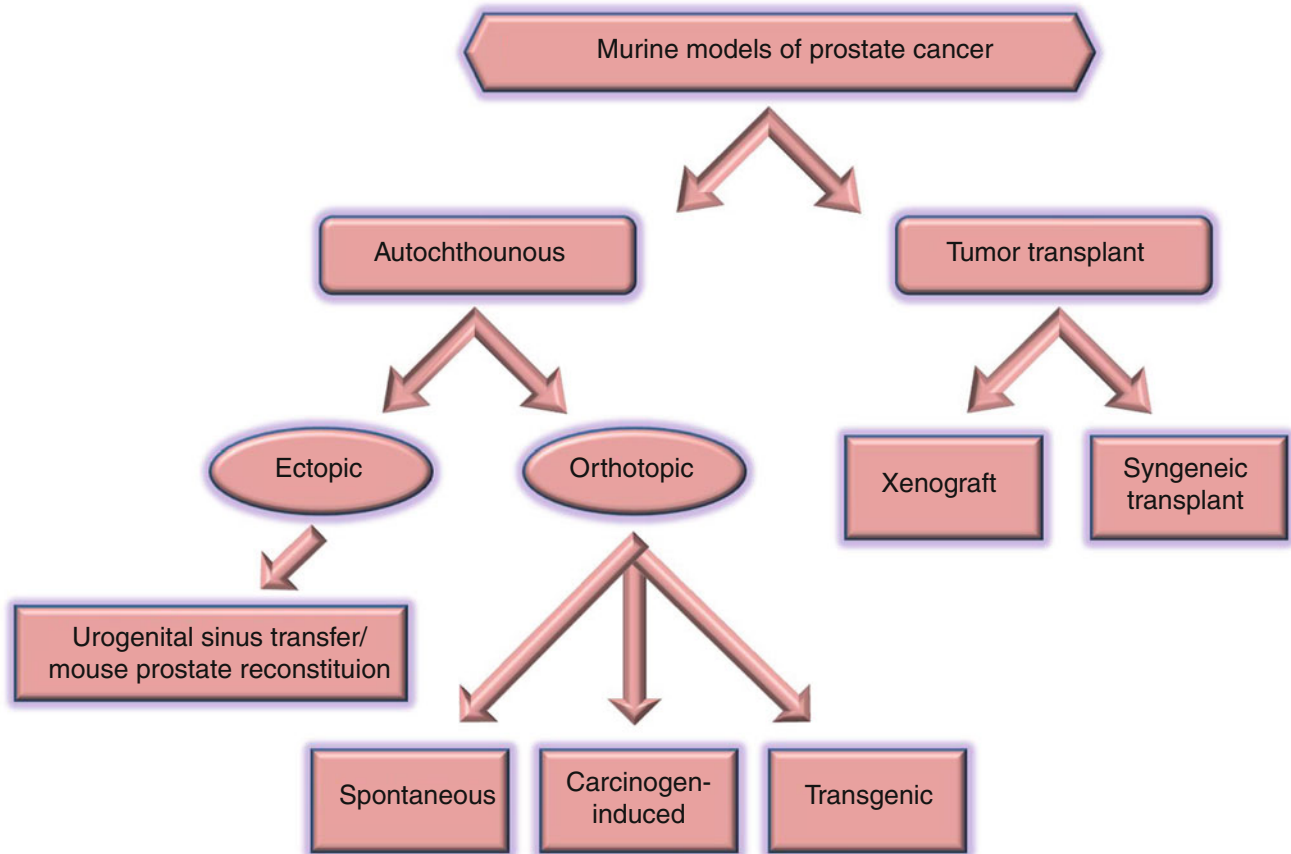 Murine models of prostate cancer
Autochthounous
Tumor transplant
Ectopic
Orthotopic
Xenograft
Syngeneic
transplant
Urogenital sinus transfer/
mouse prostate reconstituion
Spontaneous
Carcinogen-
induced
Transgenic